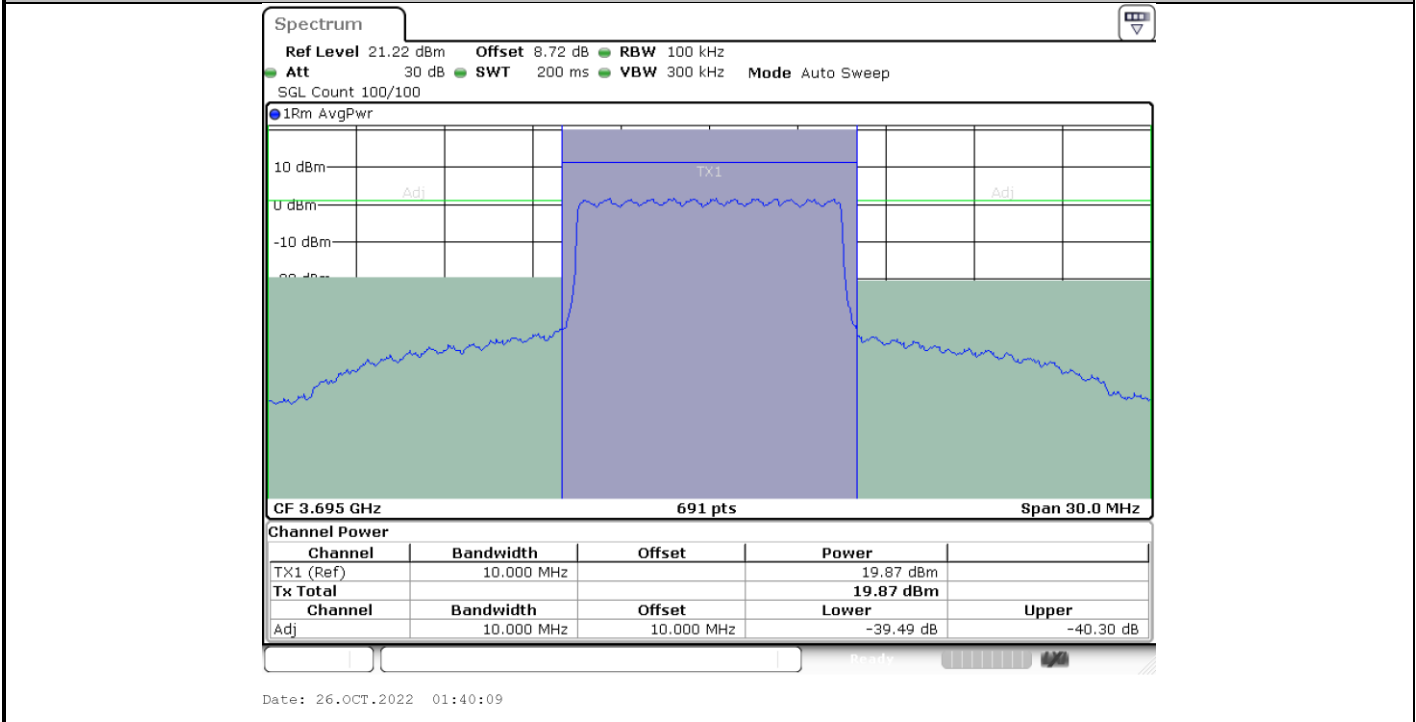 Spectrum
Ref Level 21.22 dBm Offset 8.72 dB RBW 100 kHz
Att 30 dB SWT 200 ms VBW 300 kHz Mode Auto Sweep
SGL Count 100/100
1Rm AvgPwr
10 dBm
TX1
Adj Adj
0 dBm
-10 dBm
CF 3.695 GHz 691 pts Span 30.0 MHz
Channel Power
Channel Bandwidth Offset Power
TX1 (Ref) 10.000 MHz 19.87 dBm
Tx Total 19.87 dBm
Channel Bandwidth Offset Lower Upper
Adj 10.000 MHz 10.000 MHz -39.49 dB -40.30 dB
Ready
Date: 26.OCT.2022 01:40:09